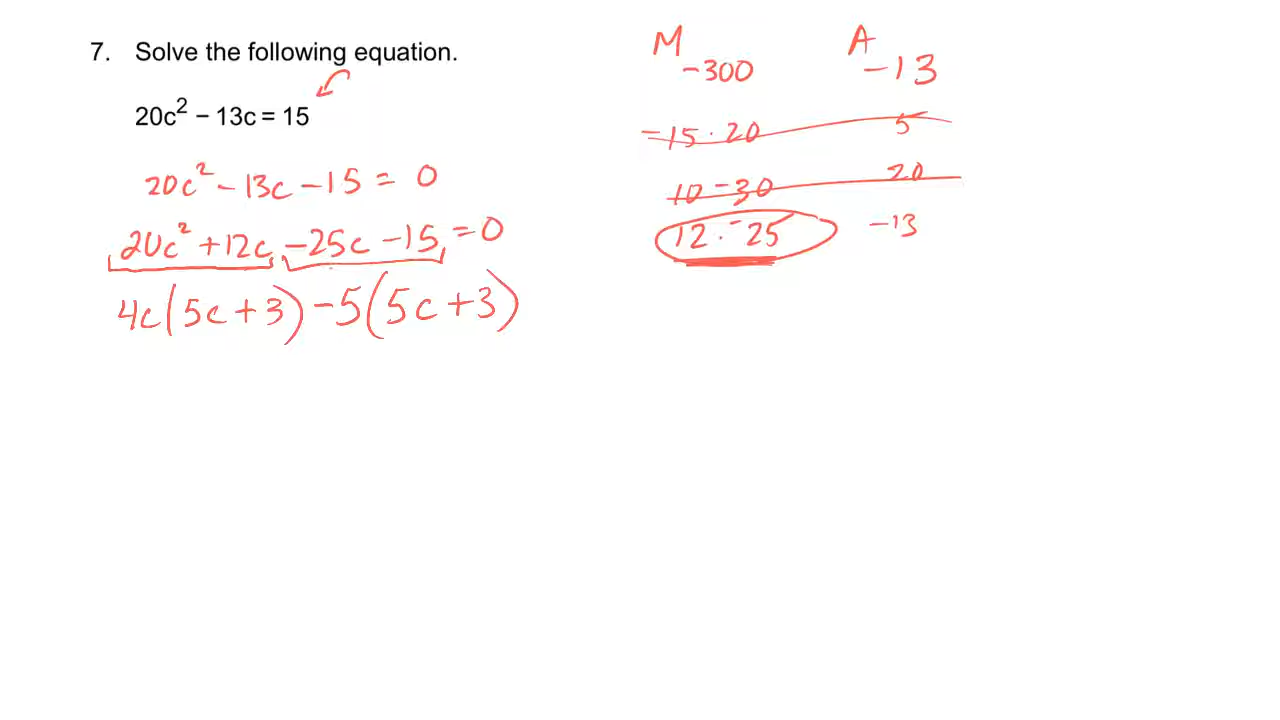 7. Solve the following equation.
20c² − 13c = 15
20c² - 13c - 15 = 0
20c² + 12c - 25c - 15 = 0
4c(5c + 3) - 5(5c + 3)
M A
-300 -13
-15 · 20 5
10 -30 20
12 · -25 -13